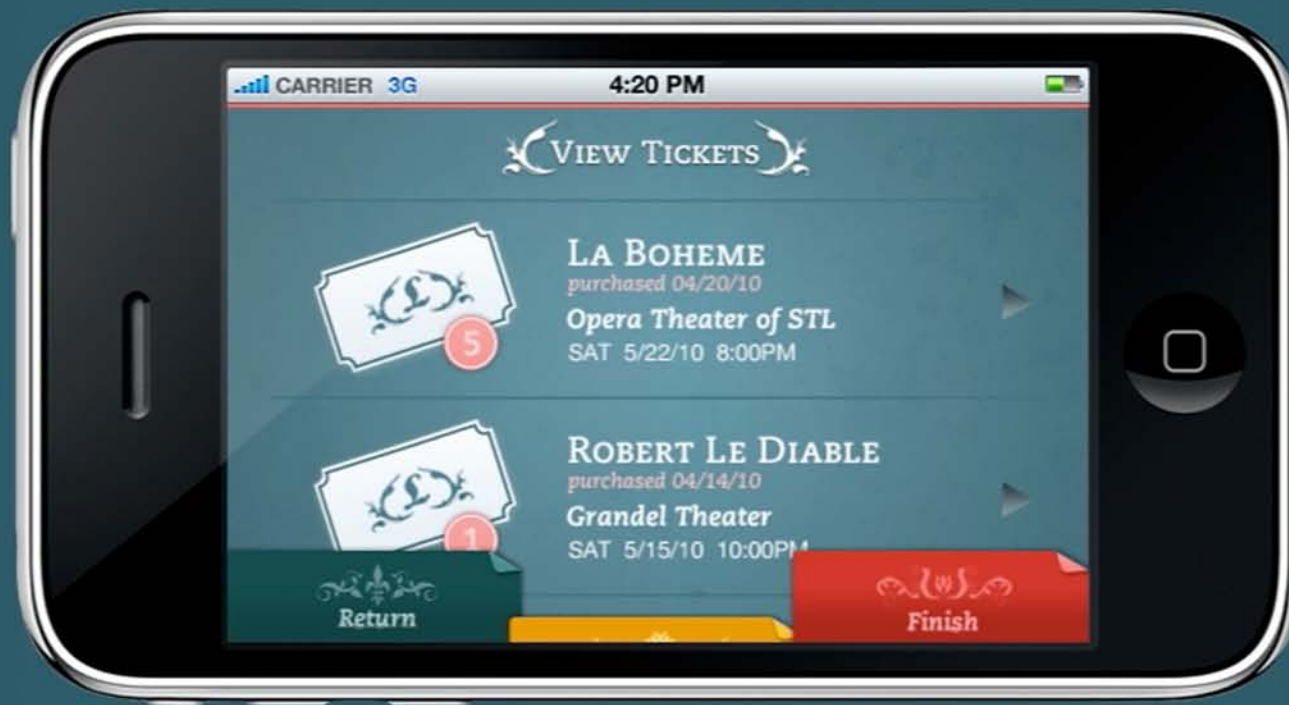 CARRIER 3G 4:20 PM
VIEW TICKETS
LA BOHEME
purchased 04/20/10
Opera Theater of STL
SAT 5/22/10 8:00PM
5
ROBERT LE DIABLE
purchased 04/14/10
Grandel Theater
SAT 5/15/10 10:00PM
1
Return
Finish